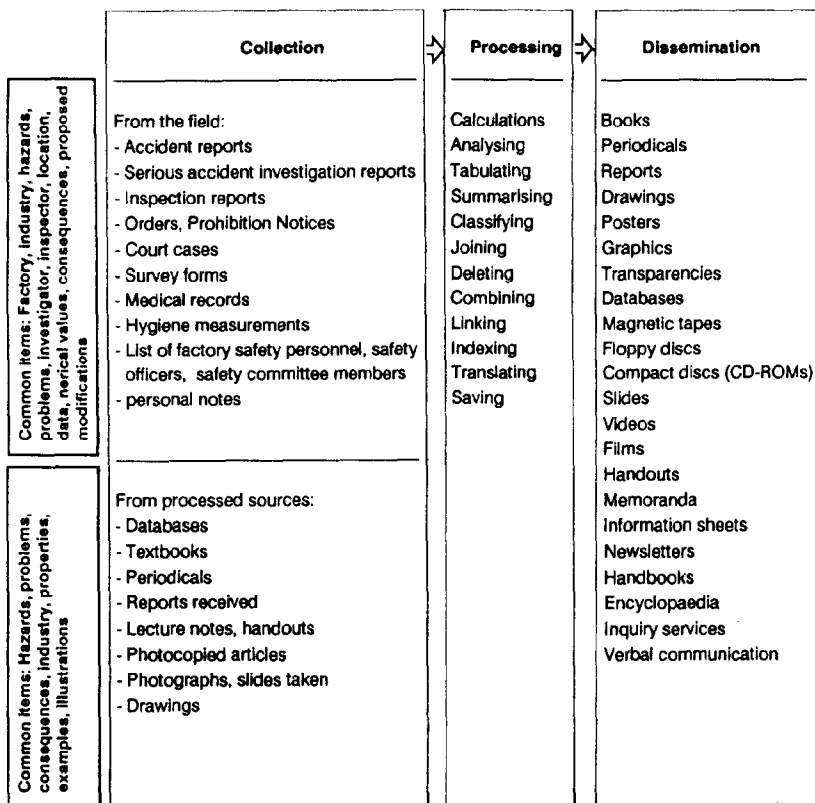 Collection
Processing
Dissemination
Common items: Factory, industry, hazards,
problems, investigator, inspector, location,
data, nerical values, consequences, proposed
modifications
From the field:
- Accident reports
- Serious accident investigation reports
- Inspection reports
- Orders, Prohibition Notices
- Court cases
- Survey forms
- Medical records
- Hygiene measurements
- List of factory safety personnel, safety
officers, safety committee members
- personal notes
Common items: Hazards, problems,
consequences, industry, properties,
examples, illustrations
From processed sources:
- Databases
- Textbooks
- Periodicals
- Reports received
- Lecture notes, handouts
- Photocopied articles
- Photographs, slides taken
- Drawings
Calculations
Analysing
Tabulating
Summarising
Classifying
Joining
Deleting
Combining
Linking
Indexing
Translating
Saving
Books
Periodicals
Reports
Drawings
Posters
Graphics
Transparencies
Databases
Magnetic tapes
Floppy discs
Compact discs (CD-ROMs)
Slides
Videos
Films
Handouts
Memoranda
Information sheets
Newsletters
Handbooks
Encyclopaedia
Inquiry services
Verbal communication